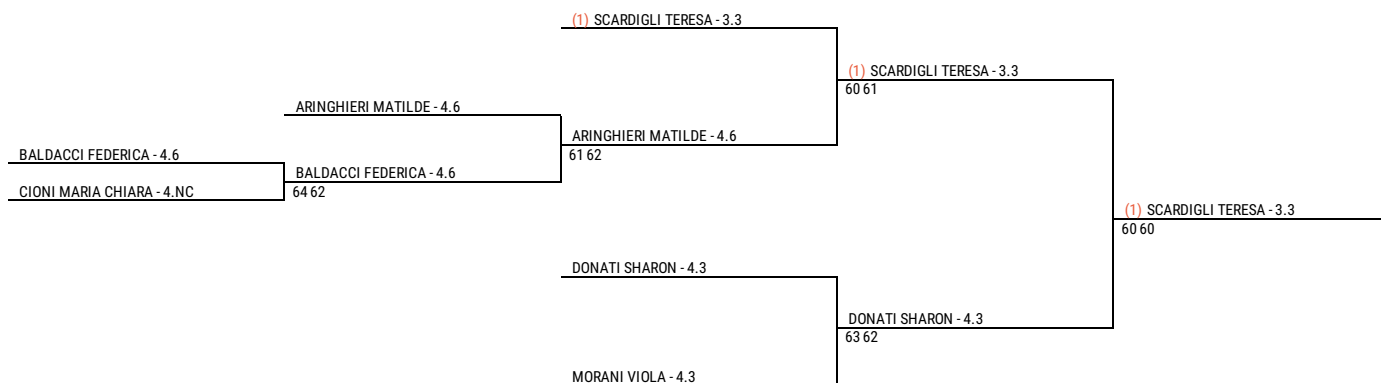 (1) SCARDIGLI TERESA - 3.3
(1) SCARDIGLI TERESA - 3.3
60 61
ARINGHIERI MATILDE - 4.6
ARINGHIERI MATILDE - 4.6
61 62
BALDACCI FEDERICA - 4.6
BALDACCI FEDERICA - 4.6
64 62
CIONI MARIA CHIARA - 4.NC
(1) SCARDIGLI TERESA - 3.3
60 60
DONATI SHARON - 4.3
DONATI SHARON - 4.3
63 62
MORANI VIOLA - 4.3